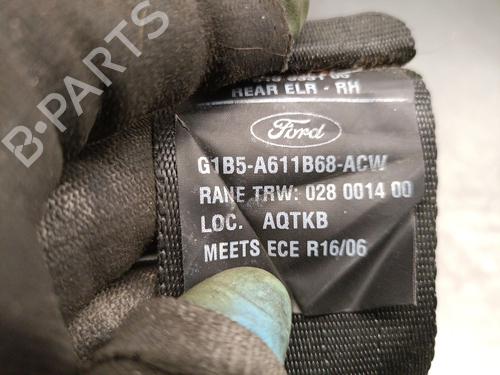 B-PARTS
REAR ELR - RH
Ford
G1B5-A611B68-ACW
RANE TRW: 028 0014 00
LOC. AQTKB
MEETS ECE R16/06